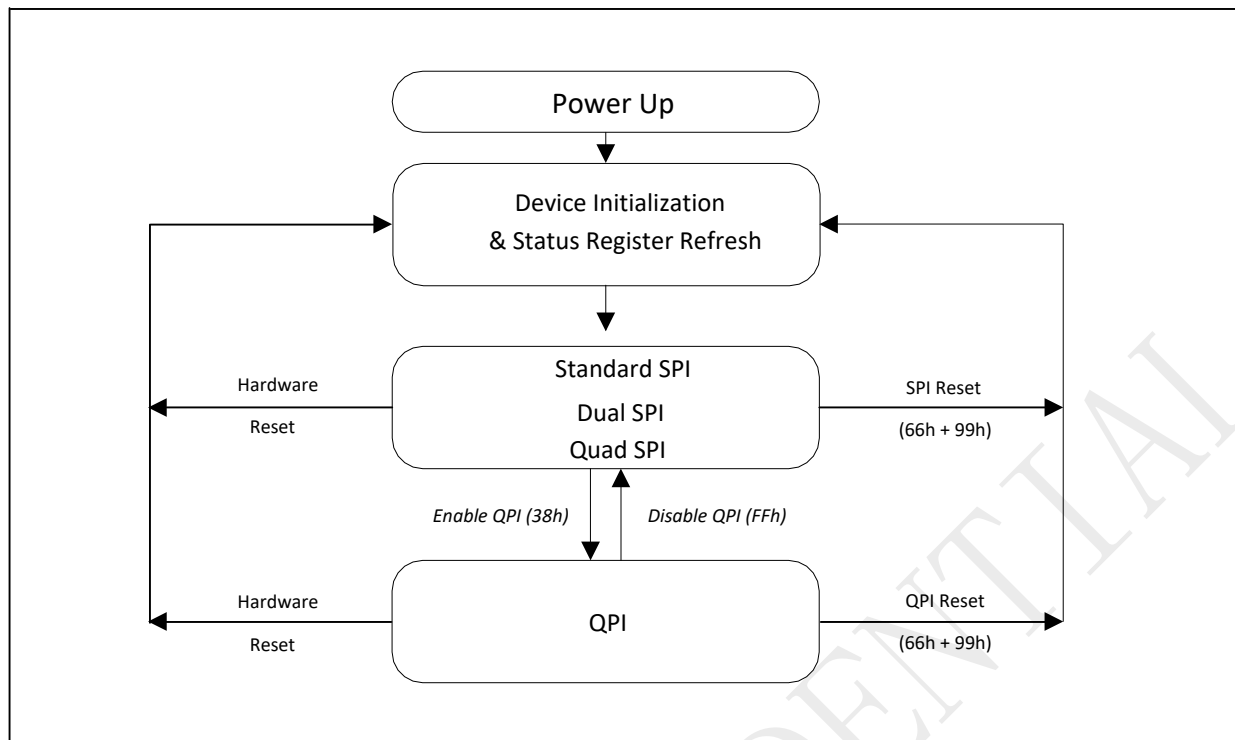 Power Up
Device Initialization
& Status Register Refresh
Standard SPI
Dual SPI
Quad SPI
Hardware
Reset
SPI Reset
(66h + 99h)
Enable QPI (38h)
Disable QPI (FFh)
QPI
Hardware
Reset
QPI Reset
(66h + 99h)
DENTIAI